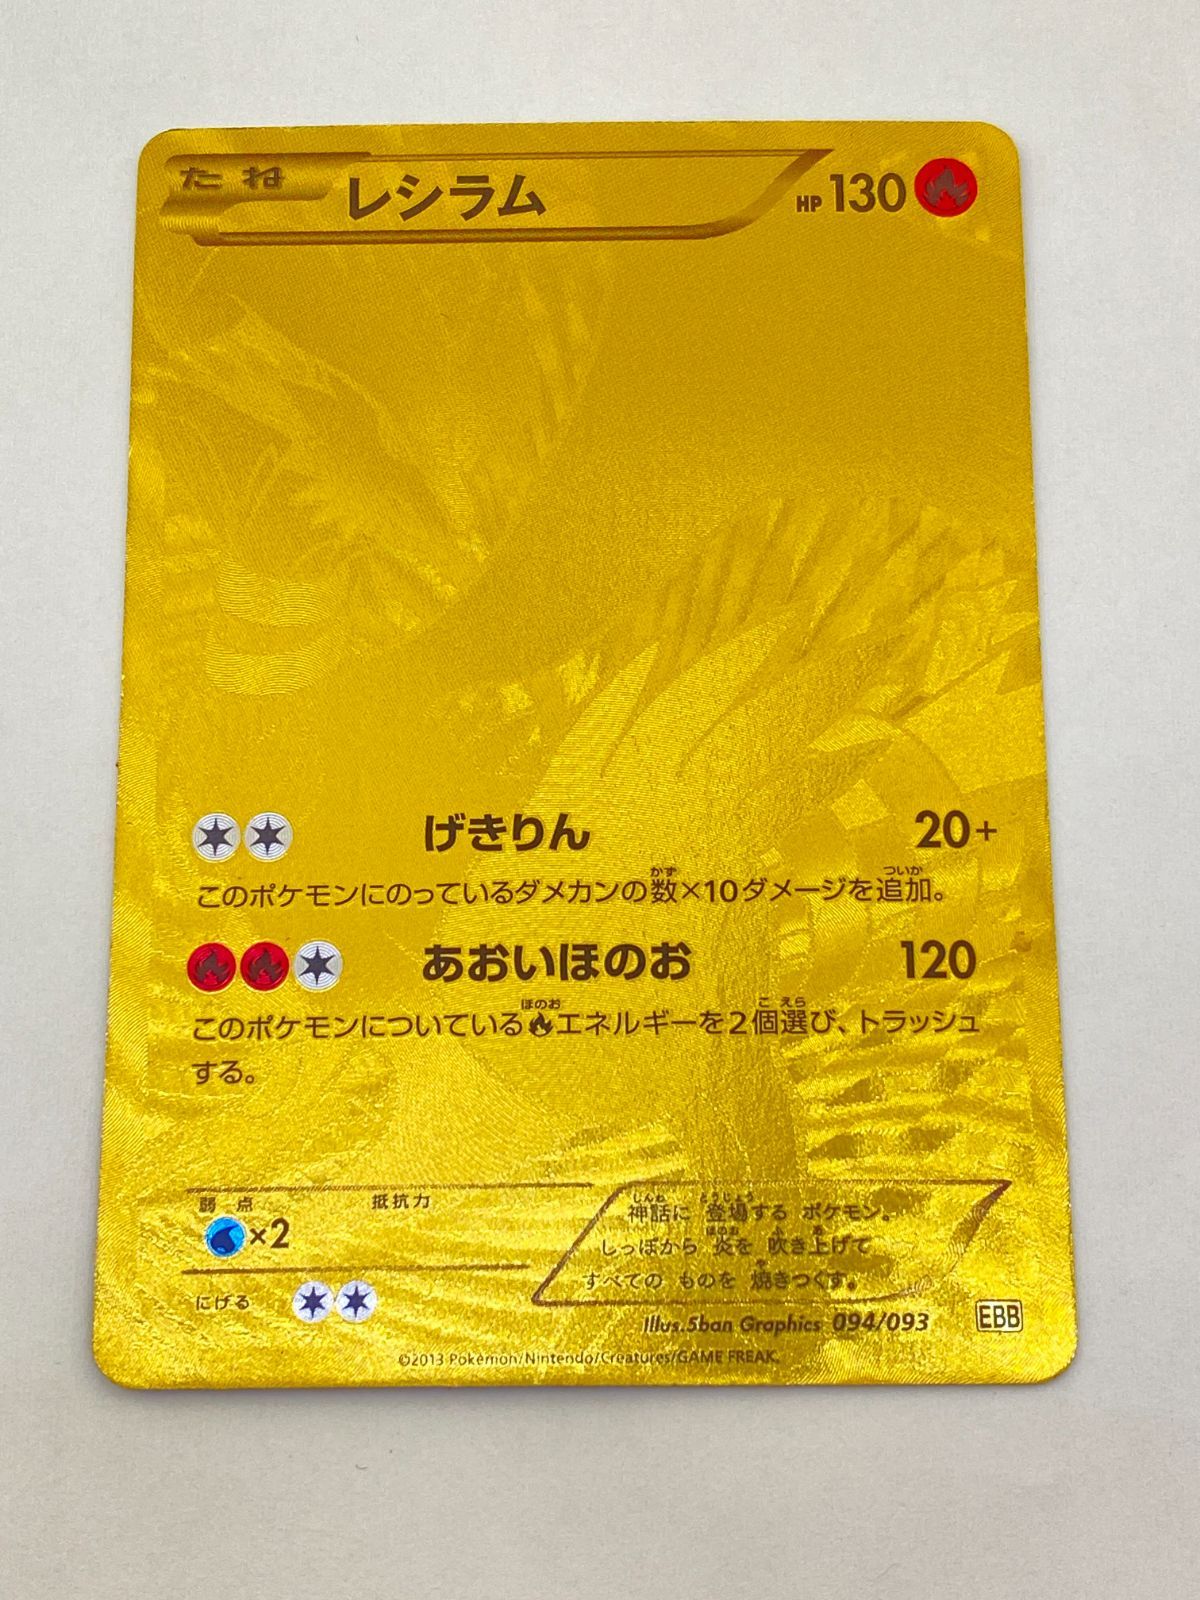 たね レシラム HP 130
げきりん 20+
このポケモンにのっているダメカンの数×10ダメージを追加。
あおいほのお 120
このポケモンについているエネルギーを2個選び、トラッシュ
する。
弱点 抵抗力
×2
にげる
神話に 登場する ポケモン。
しっぽから 炎を 吹き上げて
すべての ものを 焼きつくす。
Illus.5ban Graphics 094/093 EBB
©2013 Pokémon/Nintendo/Creatures/GAME FREAK.